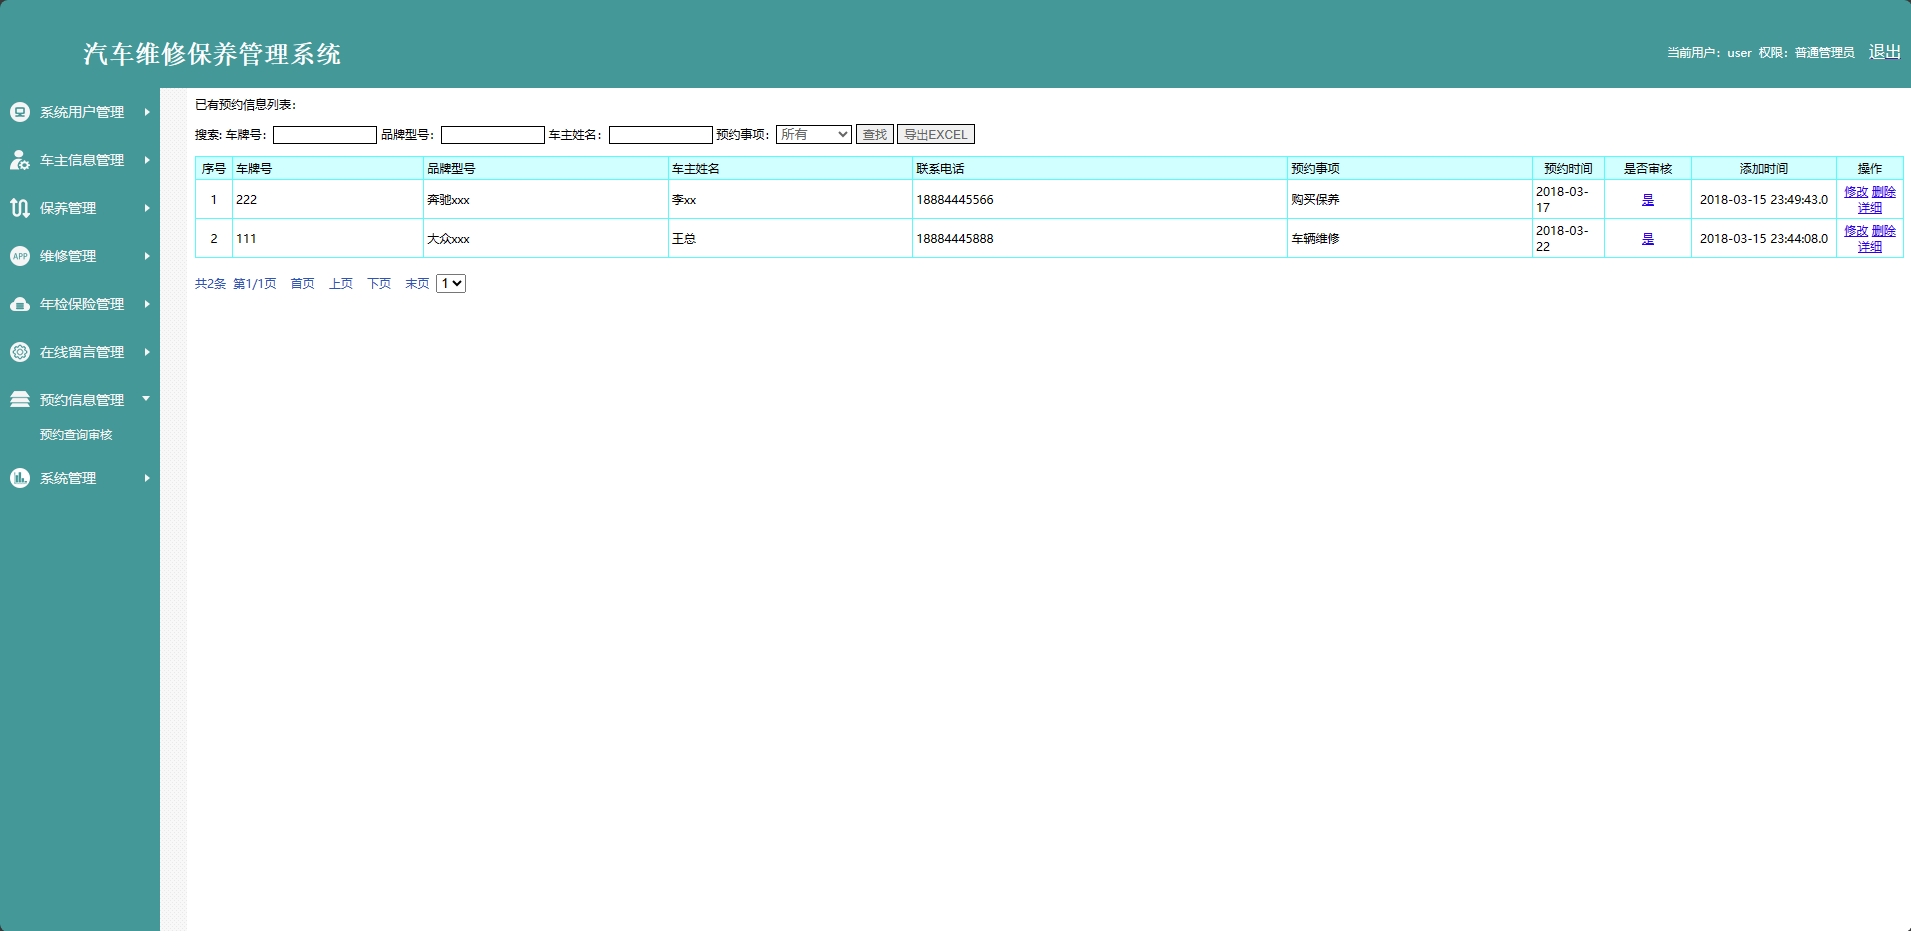 汽车维修保养管理系统
当前用户：user 权限：普通管理员 退出
系统用户管理
车主信息管理
保养管理
APP 维修管理
年检保险管理
在线留言管理
预约信息管理
预约查询审核
系统管理
已有预约信息列表：
搜索: 车牌号： 品牌型号： 车主姓名： 预约事项： 所有 查找 导出EXCEL
序号 车牌号 品牌型号 车主姓名 联系电话 预约事项 预约时间 是否审核 添加时间 操作
1 222 奔驰xxx 李xx 18884445566 购买保养 2018-03-17 是 2018-03-15 23:49:43.0 修改 删除 详细
2 111 大众xxx 王总 18884445888 车辆维修 2018-03-22 是 2018-03-15 23:44:08.0 修改 删除 详细
共2条 第1/1页 首页 上页 下页 末页 1